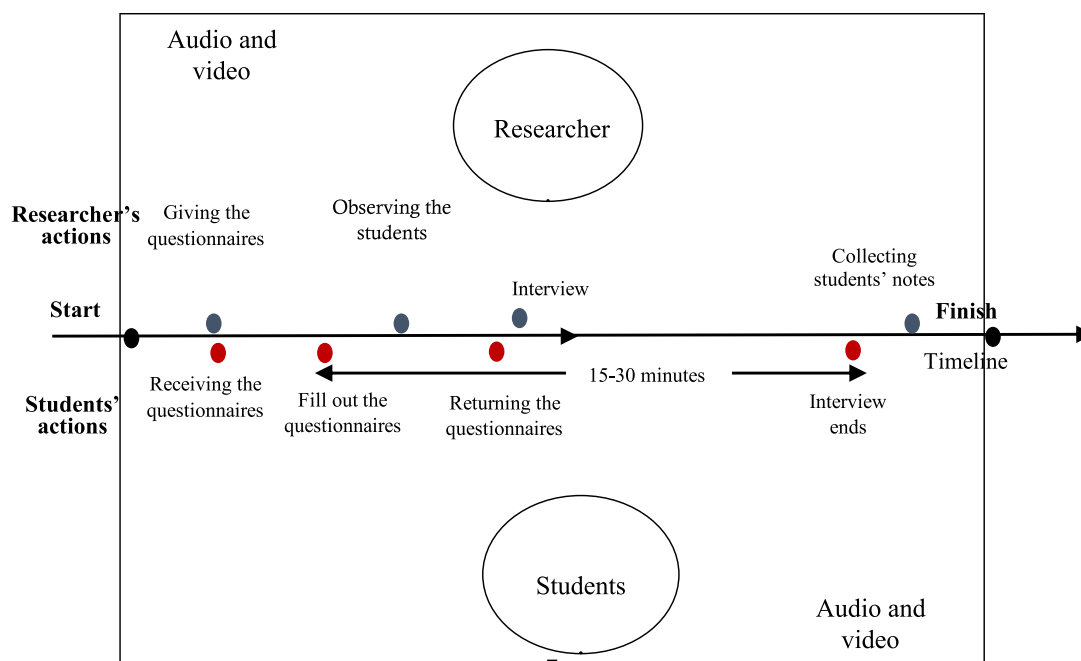 Audio and
video
Researcher
Researcher's
actions
Giving the
questionnaires
Observing the
students
Collecting
students' notes
Interview
Start
Finish
Timeline
Students'
actions
Receiving the
questionnaires
Fill out the
questionnaires
Returning the
questionnaires
15-30 minutes
Interview
ends
Students
Audio and
video